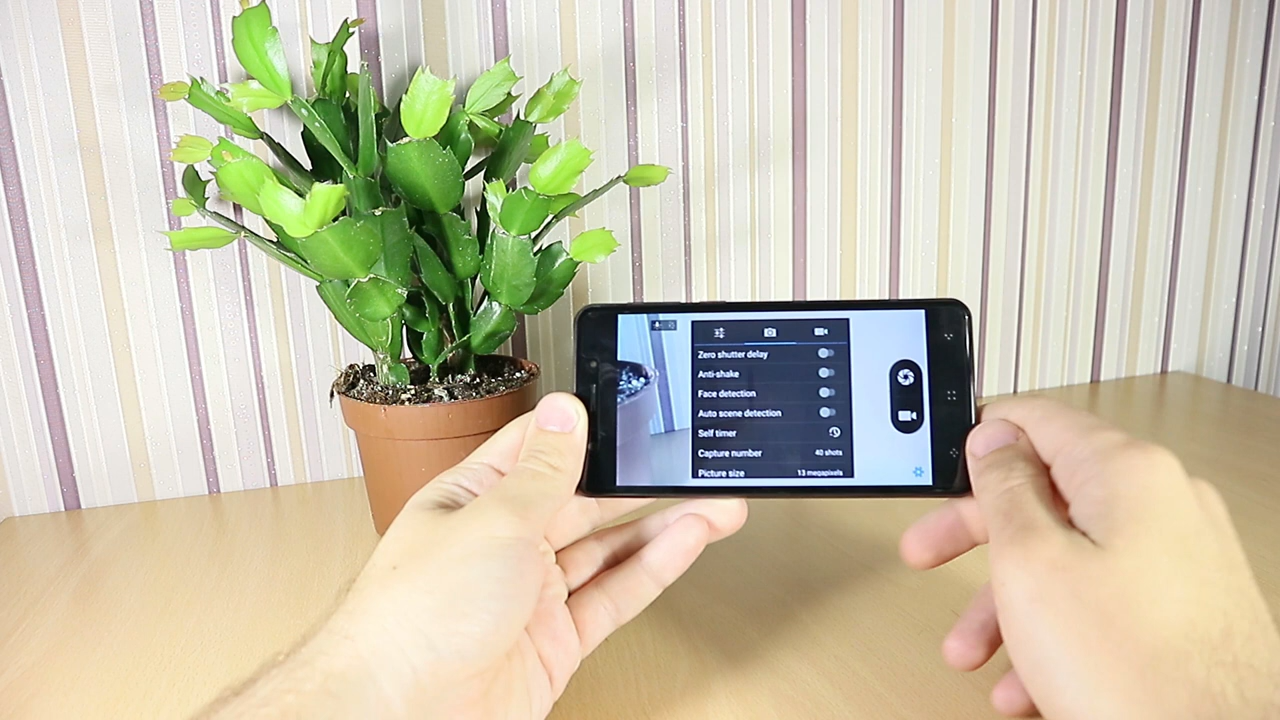 Zero shutter delay
Anti-shake
Face detection
Auto scene detection
Self timer
Capture number 40 shots
Picture size 13 megapixels